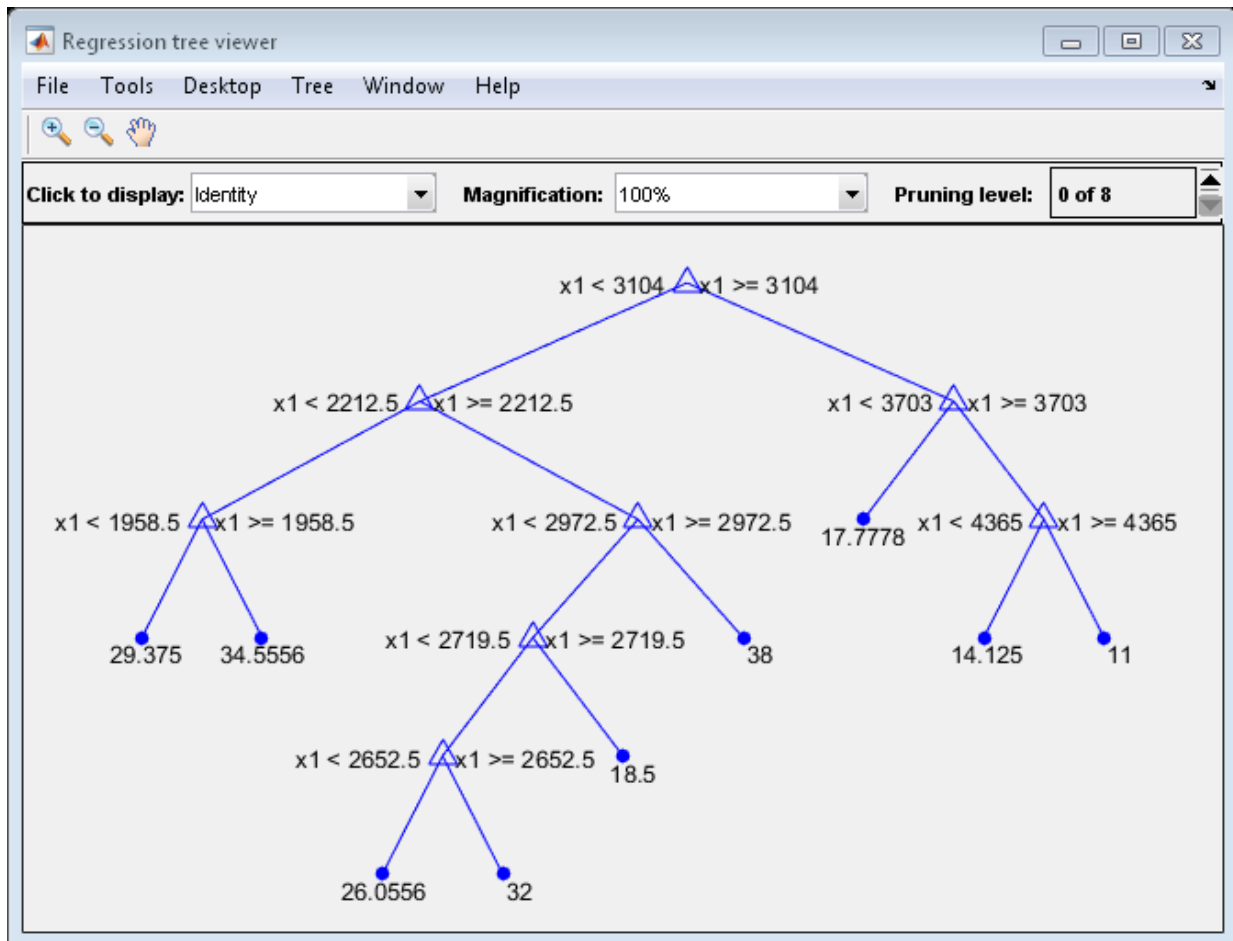 Regression tree viewer
File Tools Desktop Tree Window Help
Click to display: Identity Magnification: 100% Pruning level: 0 of 8
x1 < 3104 x1 >= 3104
x1 < 2212.5 x1 >= 2212.5 x1 < 3703 x1 >= 3703
x1 < 1958.5 x1 >= 1958.5 x1 < 2972.5 x1 >= 2972.5 17.7778 x1 < 4365 x1 >= 4365
29.375 34.5556 x1 < 2719.5 x1 >= 2719.5 38 14.125 11
x1 < 2652.5 x1 >= 2652.5 18.5
26.0556 32